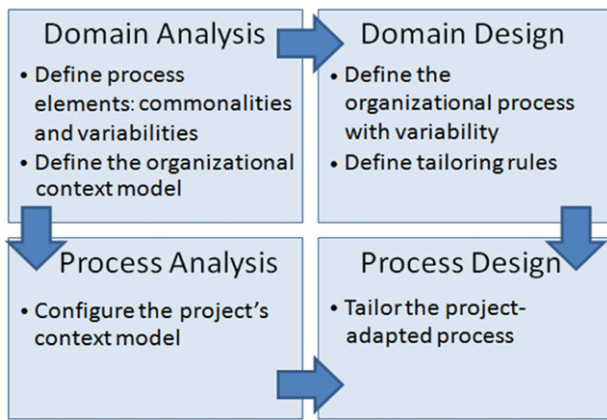 Domain Analysis
• Define process
elements: commonalities
and variabilities
• Define the organizational
context model
Domain Design
• Define the
organizational process
with variability
• Define tailoring rules
Process Analysis
• Configure the project’s
context model
Process Design
• Tailor the project-
adapted process